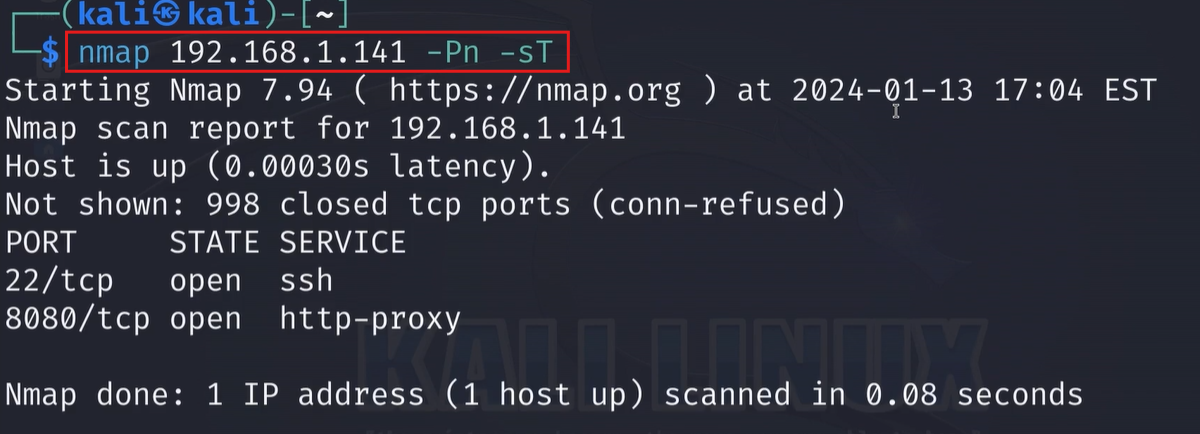 (kali㉿kali)-[~]
$ nmap 192.168.1.141 -Pn -sT
Starting Nmap 7.94 ( https://nmap.org ) at 2024-01-13 17:04 EST
Nmap scan report for 192.168.1.141
Host is up (0.00030s latency).
Not shown: 998 closed tcp ports (conn-refused)
PORT     STATE SERVICE
22/tcp   open  ssh
8080/tcp open  http-proxy
KALI LINUX
Nmap done: 1 IP address (1 host up) scanned in 0.08 seconds